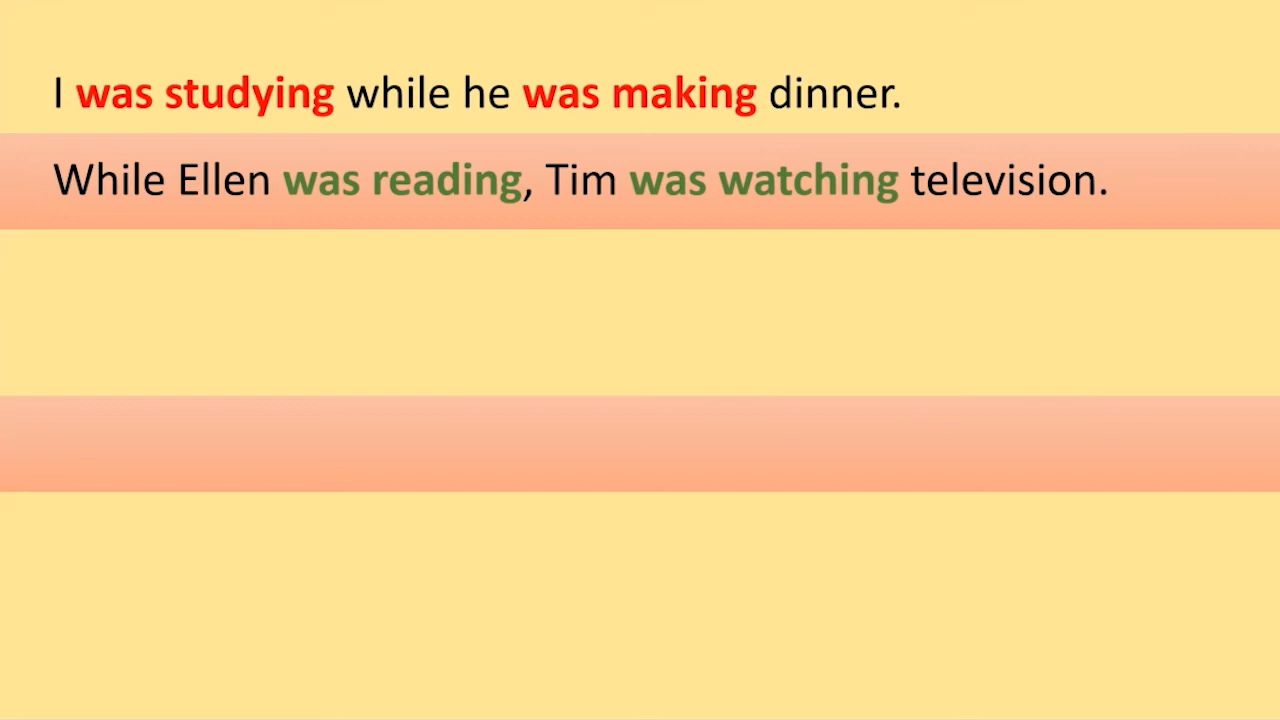 I was studying while he was making dinner.
While Ellen was reading, Tim was watching television.